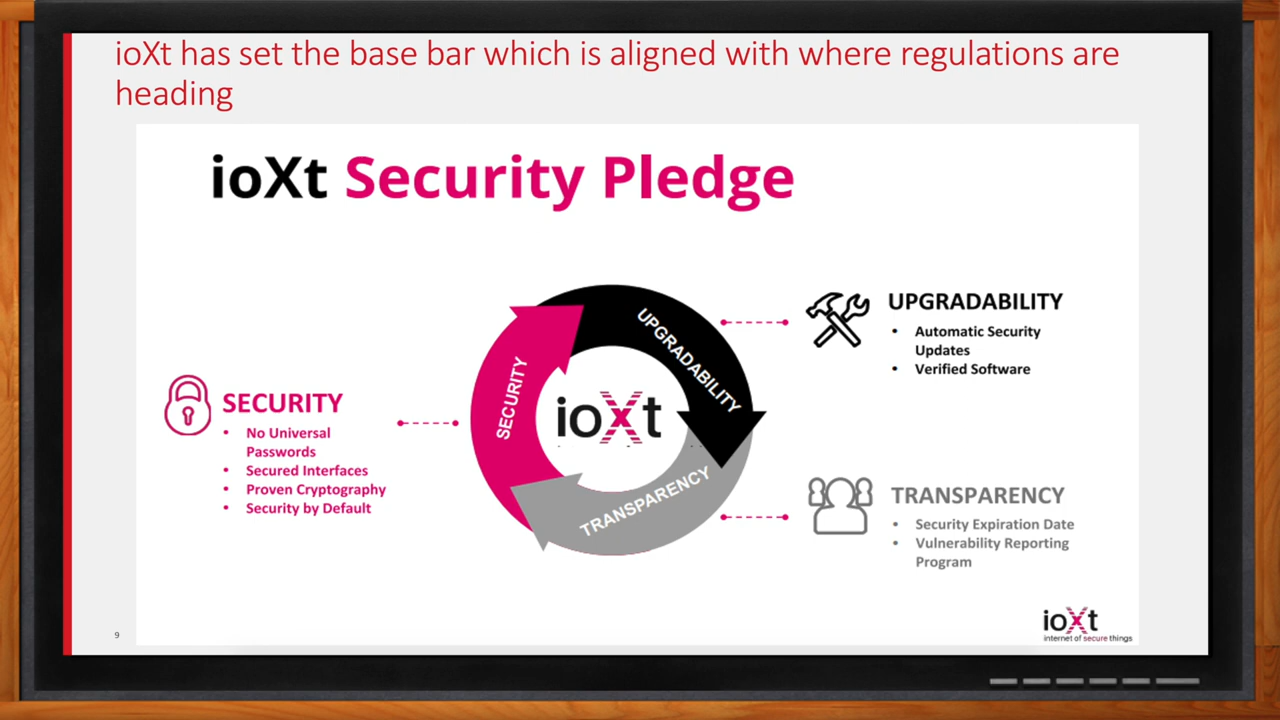 ioXt has set the base bar which is aligned with where regulations are
heading
ioXt Security Pledge
UPGRADABILITY
• Automatic Security
Updates
• Verified Software
SECURITY
• No Universal
Passwords
• Secured Interfaces
• Proven Cryptography
• Security by Default
SECURITY
UPGRADABILITY
ioXt
TRANSPARENCY
TRANSPARENCY
• Security Expiration Date
• Vulnerability Reporting
Program
ioXt
internet of secure things
9